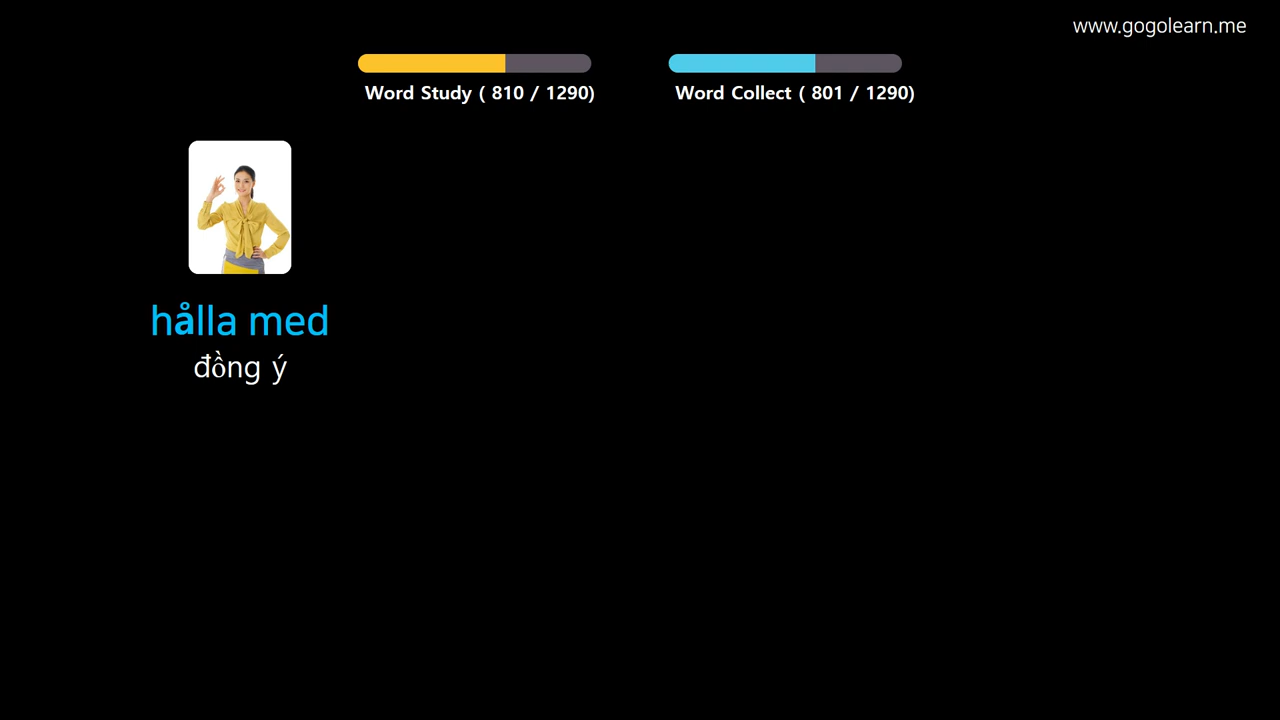 www.gogolearn.me
Word Study ( 810 / 1290)
Word Collect ( 801 / 1290)
hålla med
đồng ý